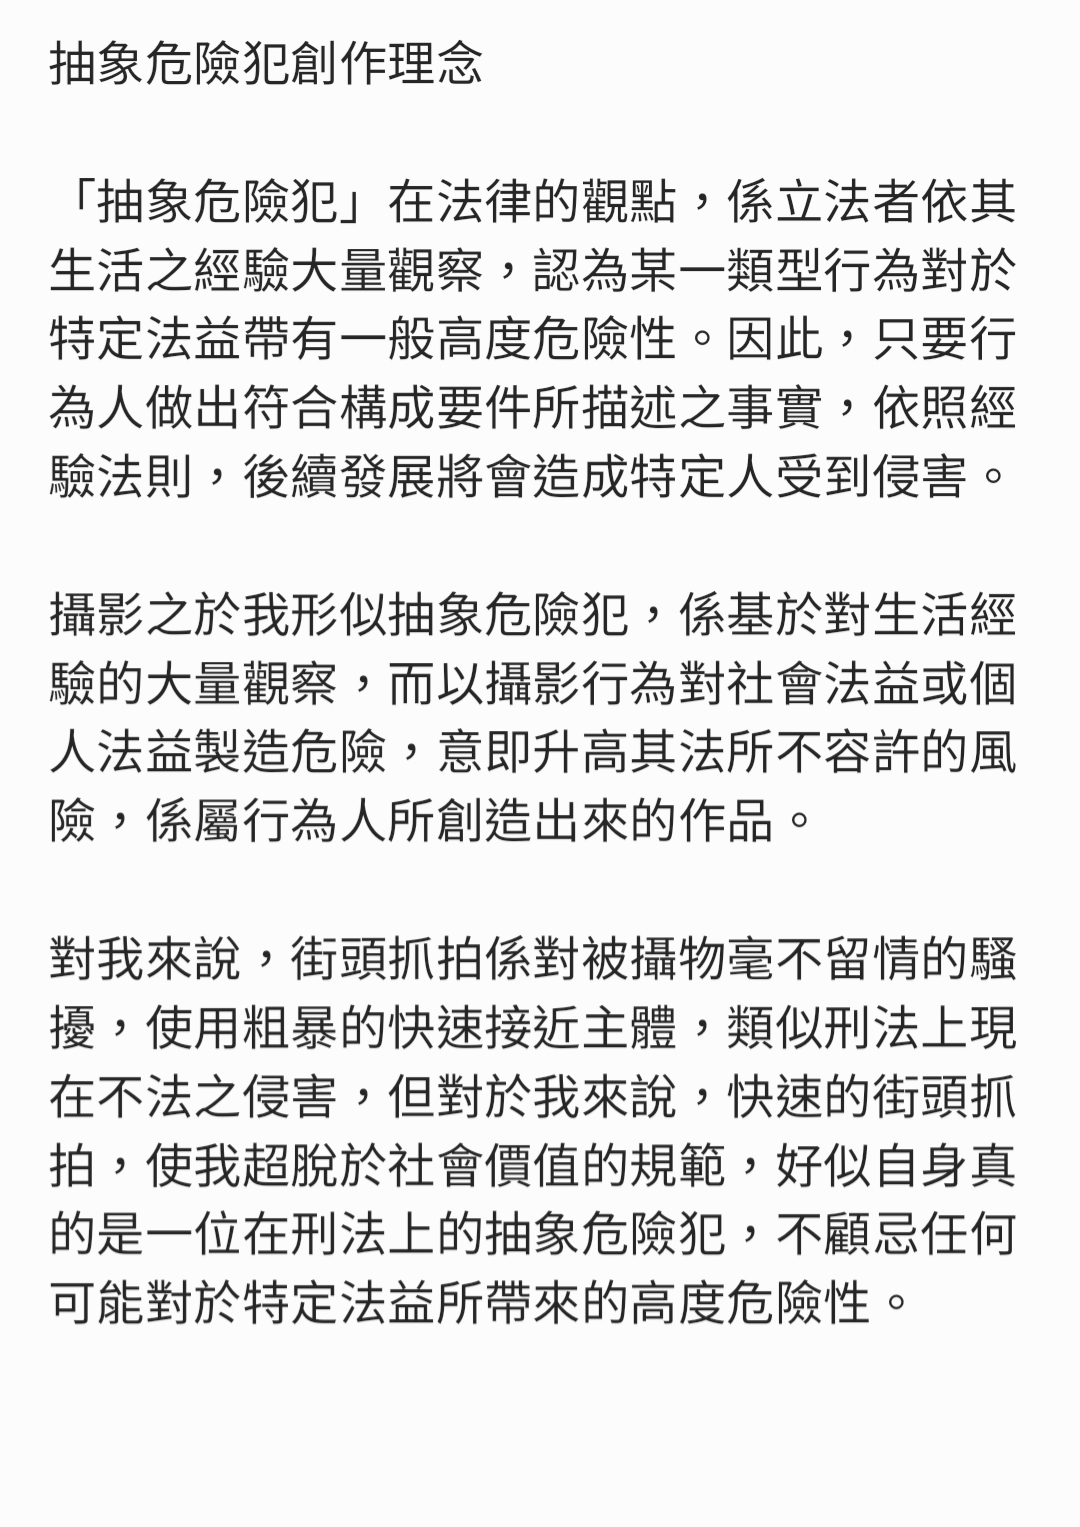 抽象危險犯創作理念
「抽象危險犯」在法律的觀點，係立法者依其
生活之經驗大量觀察，認為某一類型行為對於
特定法益帶有一般高度危險性。因此，只要行
為人做出符合構成要件所描述之事實，依照經
驗法則，後續發展將會造成特定人受到侵害。
攝影之於我形似抽象危險犯，係基於對生活經
驗的大量觀察，而以攝影行為對社會法益或個
人法益製造危險，意即升高其法所不容許的風
險，係屬行為人所創造出來的作品。
對我來說，街頭抓拍係對被攝物毫不留情的騷
擾，使用粗暴的快速接近主體，類似刑法上現
在不法之侵害，但對於我來說，快速的街頭抓
拍，使我超脫於社會價值的規範，好似自身真
的是一位在刑法上的抽象危險犯，不顧忌任何
可能對於特定法益所帶來的高度危險性。